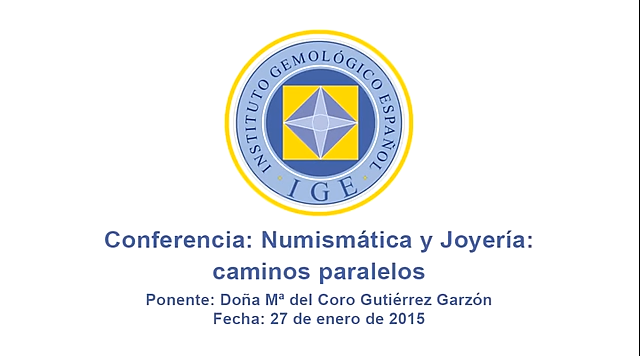 INSTITUTO GEMOLÓGICO ESPAÑOL
IGE
Conferencia: Numismática y Joyería:
caminos paralelos
Ponente: Doña Mª del Coro Gutiérrez Garzón
Fecha: 27 de enero de 2015